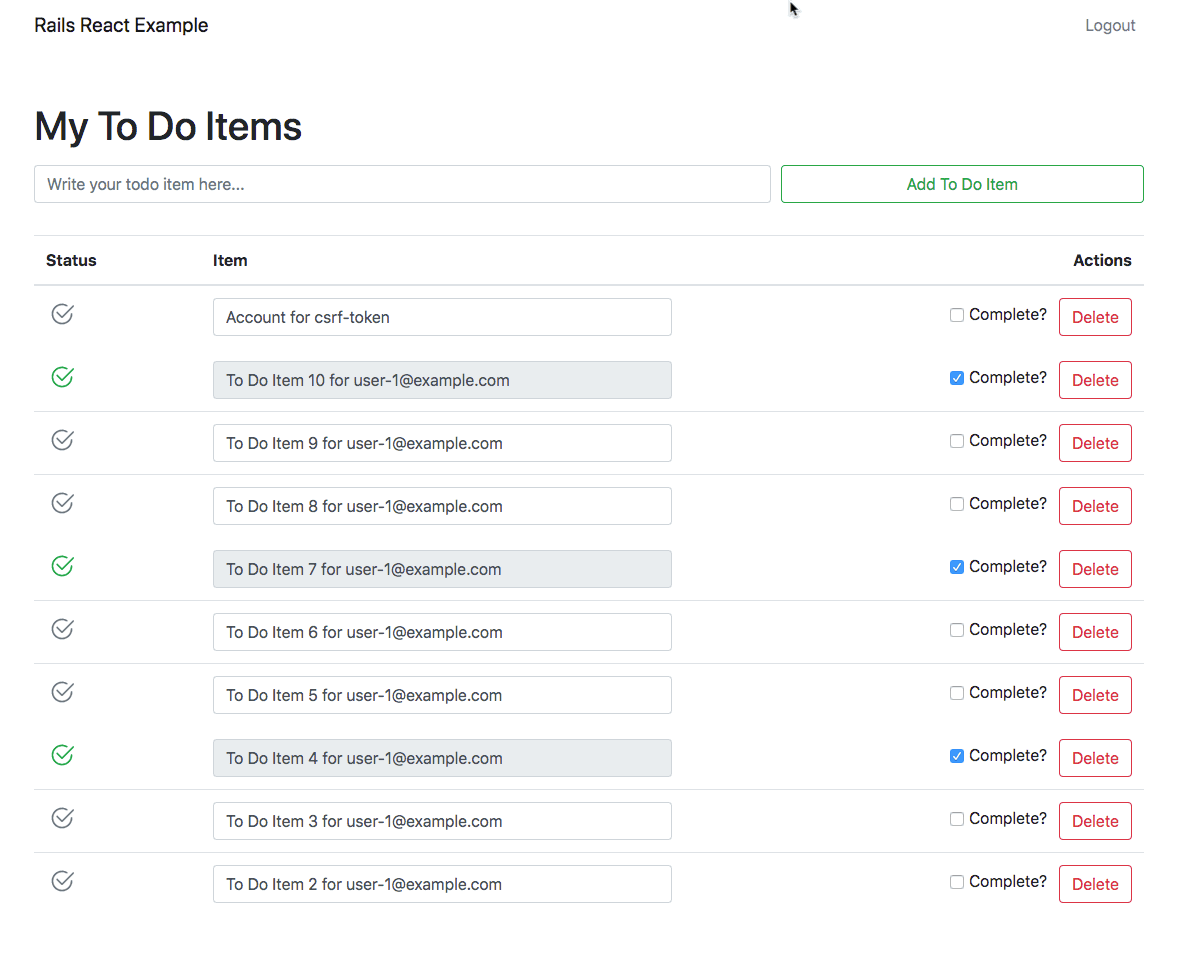 Rails React Example Logout
My To Do Items
Write your todo item here... Add To Do Item
Status Item Actions
Account for csrf-token Complete? Delete
To Do Item 10 for user-1@example.com Complete? Delete
To Do Item 9 for user-1@example.com Complete? Delete
To Do Item 8 for user-1@example.com Complete? Delete
To Do Item 7 for user-1@example.com Complete? Delete
To Do Item 6 for user-1@example.com Complete? Delete
To Do Item 5 for user-1@example.com Complete? Delete
To Do Item 4 for user-1@example.com Complete? Delete
To Do Item 3 for user-1@example.com Complete? Delete
To Do Item 2 for user-1@example.com Complete? Delete